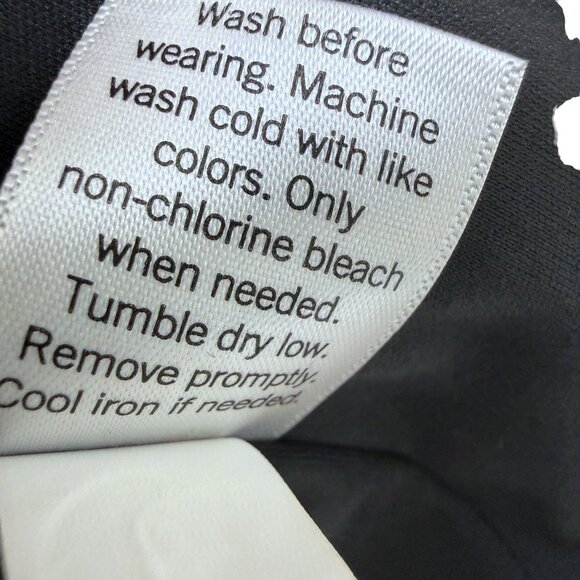 Wash before
wearing. Machine
wash cold with like
colors. Only
non-chlorine bleach
when needed.
Tumble dry low.
Remove promptly.
Cool iron if needed.